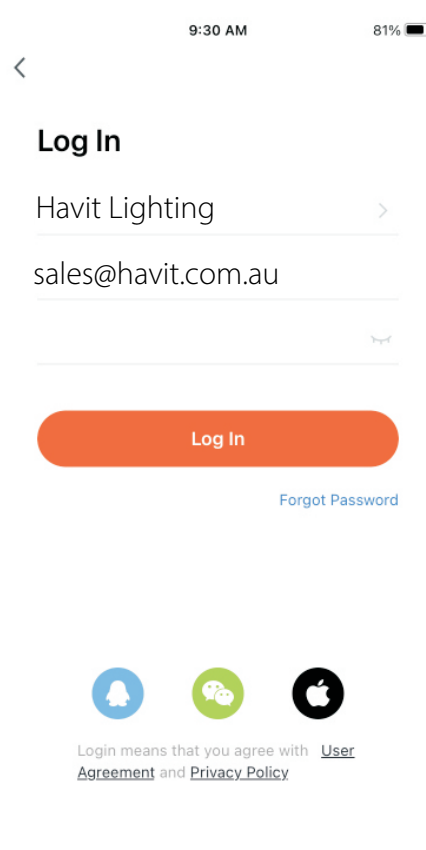 9:30 AM 81%
Log In
Havit Lighting
sales@havit.com.au
Log In
Forgot Password
Login means that you agree with User
Agreement and Privacy Policy